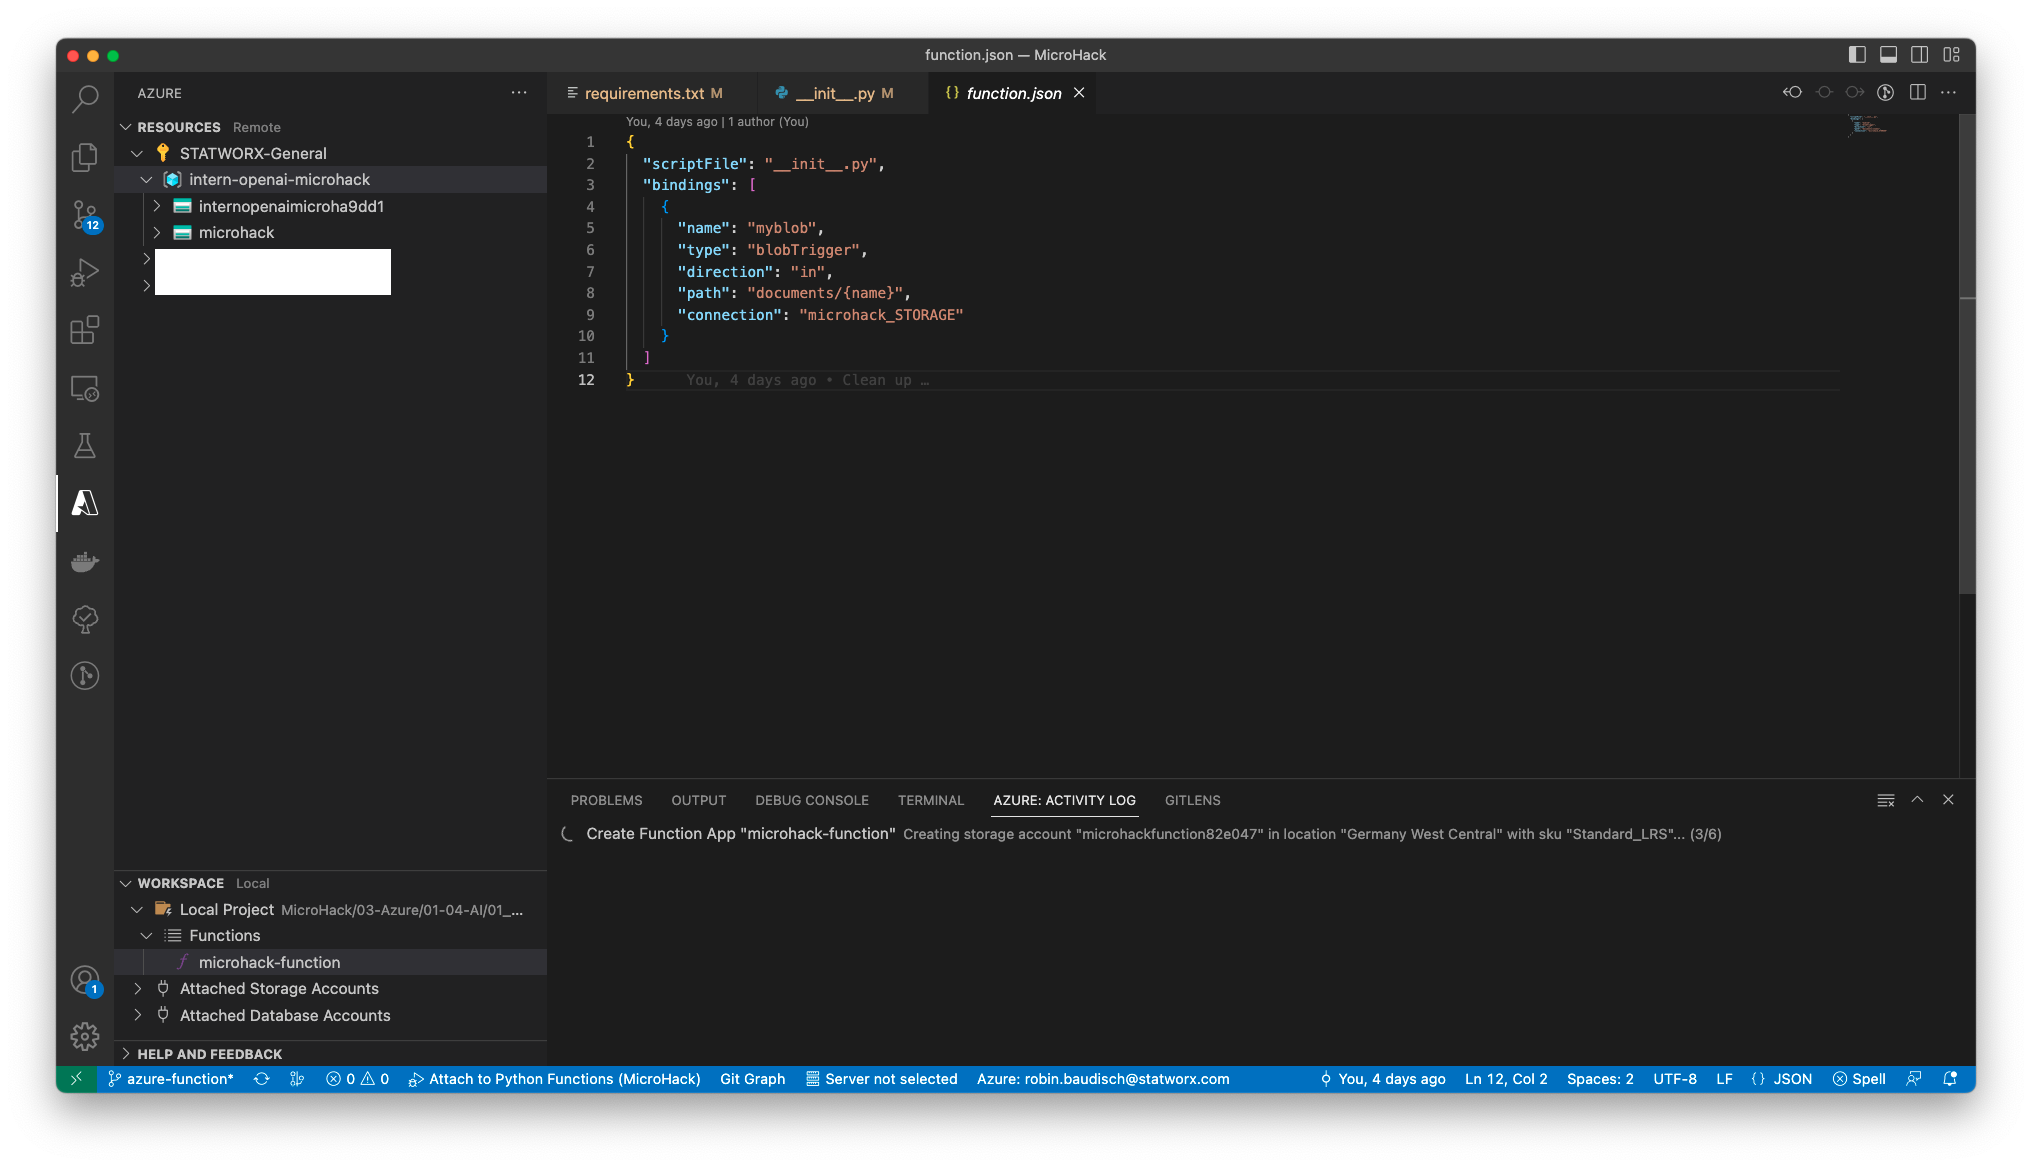 function.json — MicroHack
AZURE
requirements.txt M
__init__.py M
{} function.json
RESOURCES Remote
STATWORX-General
intern-openai-microhack
internopenaimicroha9dd1
microhack
You, 4 days ago | 1 author (You)
1 {
2 "scriptFile": "__init__.py",
3 "bindings": [
4 {
5 "name": "myblob",
6 "type": "blobTrigger",
7 "direction": "in",
8 "path": "documents/{name}",
9 "connection": "microhack_STORAGE"
10 }
11 ]
12 } You, 4 days ago • Clean up …
12
PROBLEMS OUTPUT DEBUG CONSOLE TERMINAL AZURE: ACTIVITY LOG GITLENS
Create Function App "microhack-function" Creating storage account "microhackfunction82e047" in location "Germany West Central" with sku "Standard_LRS"... (3/6)
WORKSPACE Local
Local Project MicroHack/03-Azure/01-04-AI/01_...
Functions
microhack-function
Attached Storage Accounts
Attached Database Accounts
1
HELP AND FEEDBACK
azure-function* 0 0 Attach to Python Functions (MicroHack) Git Graph Server not selected Azure: robin.baudisch@statworx.com You, 4 days ago Ln 12, Col 2 Spaces: 2 UTF-8 LF {} JSON Spell